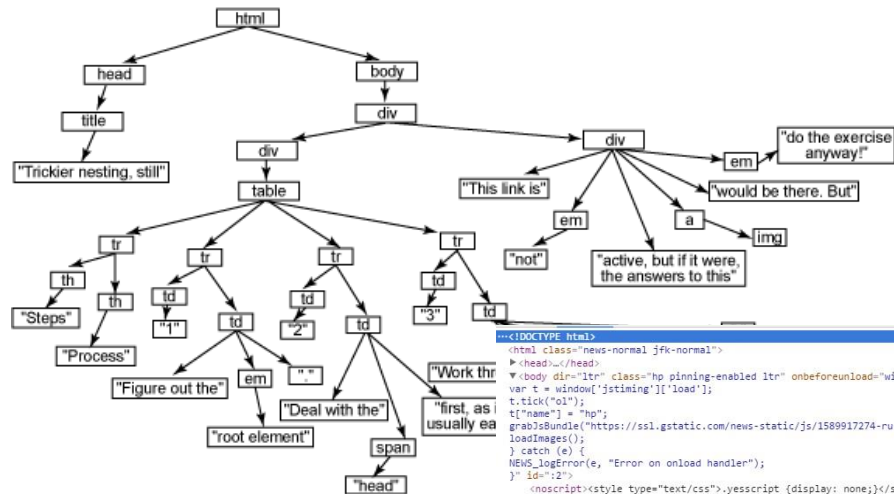 html
head
body
title
div
"Trickier nesting, still"
div
div
table
"This link is"
em
"do the exercise
anyway!"
"would be there. But"
em
a
"not"
img
"active, but if it were,
the answers to this"
tr
tr
tr
tr
th
th
td
td
td
td
td
td
"Steps"
"Process"
"1"
"2"
"3"
"Figure out the"
em
"."
"root element"
"Deal with the"
span
"head"
"Work thr
"first, as i
usually ea
<!DOCTYPE html>
<html class="news-normal jfk-normal">
<head>…</head>
<body dir="ltr" class="hp pinning-enabled ltr" onbeforeunload="wi
var t = window['jstiming']['load'];
t.tick("ol");
t["name"] = "hp";
grabJsBundle("https://ssl.gstatic.com/news-static/js/1589917274-ru
loadImages();
} catch (e) {
NEWS_logError(e, "Error on onload handler");
}" id=":2">
<noscript><style type="text/css">.yesscript {display: none;}</s